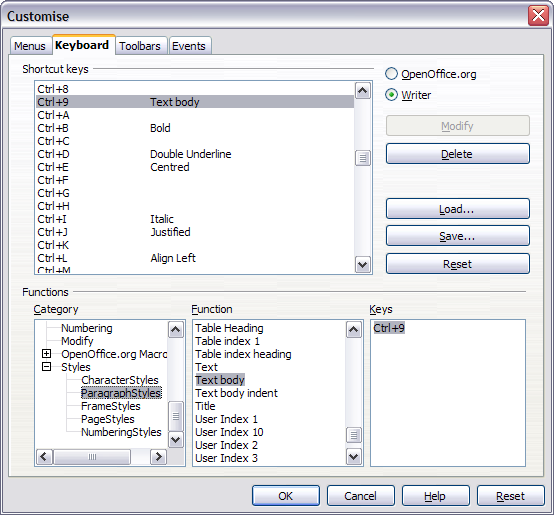 Customise
Menus Keyboard Toolbars Events
Shortcut keys
Ctrl+8
Ctrl+9 Text body
Ctrl+A
Ctrl+B Bold
Ctrl+C
Ctrl+D Double Underline
Ctrl+E Centred
Ctrl+F
Ctrl+G
Ctrl+H
Ctrl+I Italic
Ctrl+J Justified
Ctrl+K
Ctrl+L Align Left
Ctrl+M
OpenOffice.org
Writer
Modify
Delete
Load...
Save...
Reset
Functions
Category
Numbering
Modify
OpenOffice.org Macro
Styles
CharacterStyles
ParagraphStyles
FrameStyles
PageStyles
NumberingStyles
Function
Table Heading
Table index 1
Table index heading
Text
Text body
Text body indent
Title
User Index 1
User Index 10
User Index 2
User Index 3
Keys
Ctrl+9
OK Cancel Help Reset